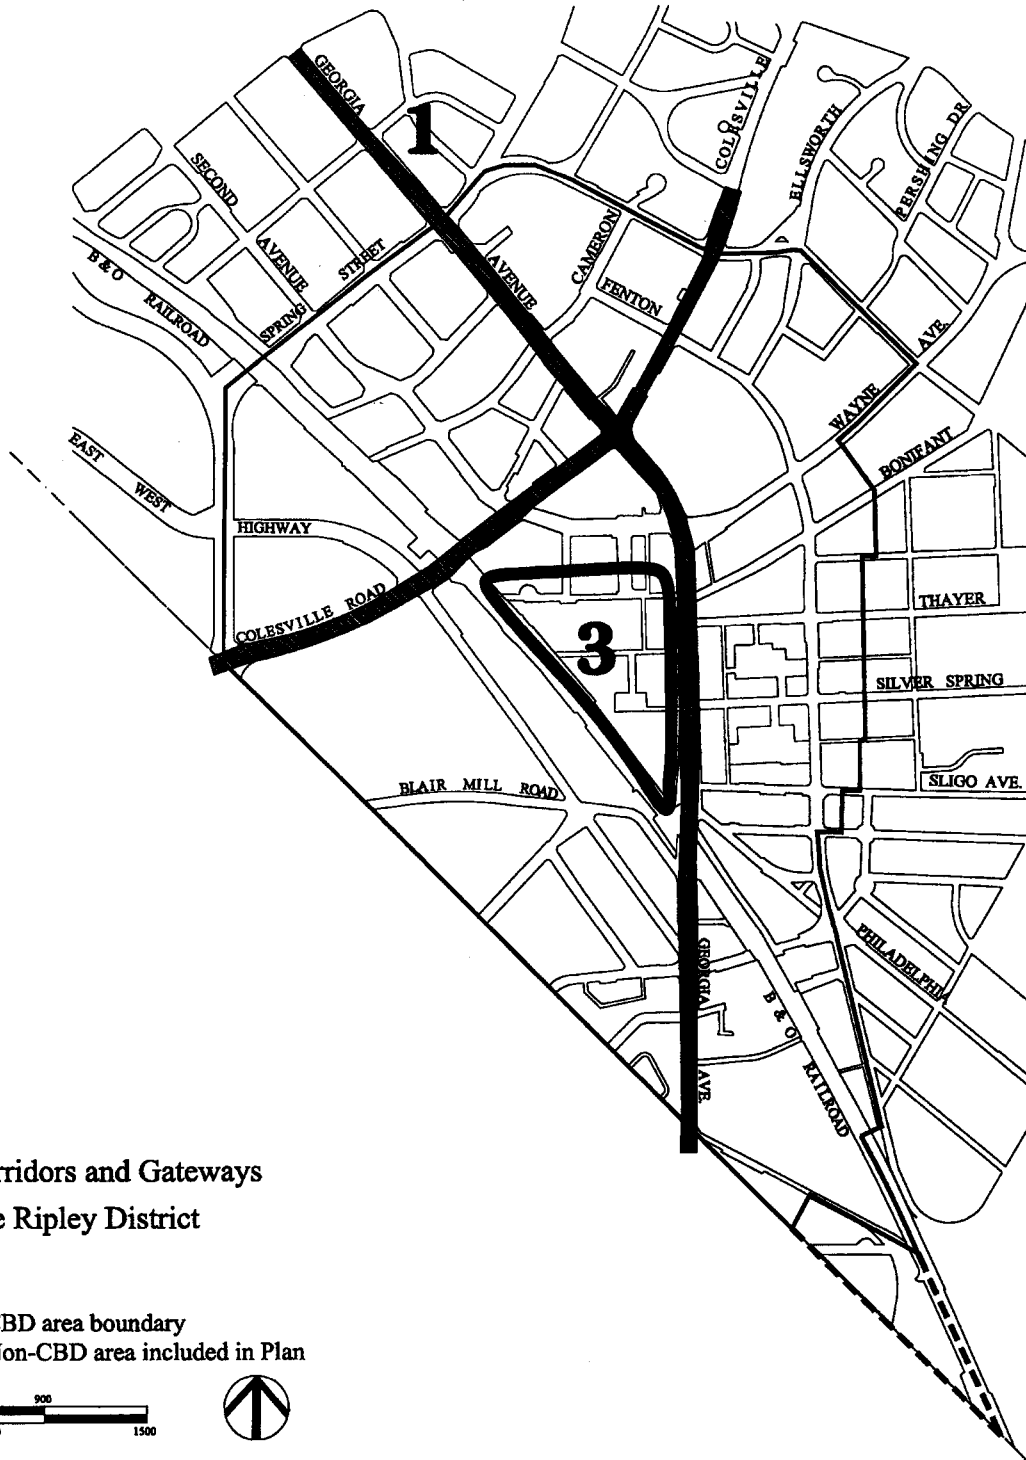 GEORGIA
1
COLESVILLE
ELLSWORTH
PERSHING DR.
SECOND
AVENUE
STREET
SPRING
AVENUE
CAMERON
FENTON
B & O
RAILROAD
AVE.
WAYNE
BONIFANT
EAST
WEST
HIGHWAY
COLESVILLE ROAD
THAYER
3
SILVER SPRING
BLAIR MILL ROAD
SLIGO AVE.
PHILADELPHIA
GEORGIA
AVE.
B & O
RAILROAD
rridors and Gateways
e Ripley District
BD area boundary
Non-CBD area included in Plan
900
1500